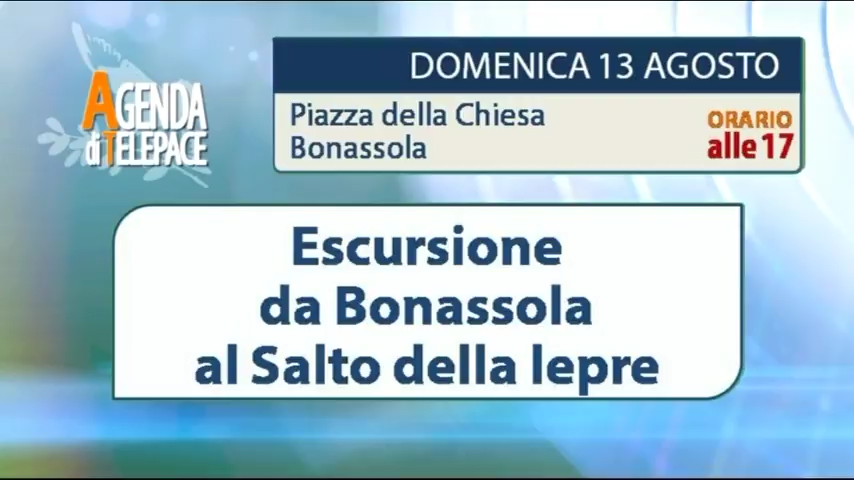 AGENDA
di TELEPACE
DOMENICA 13 AGOSTO
Piazza della Chiesa
Bonassola
ORARIO
alle 17
Escursione
da Bonassola
al Salto della lepre